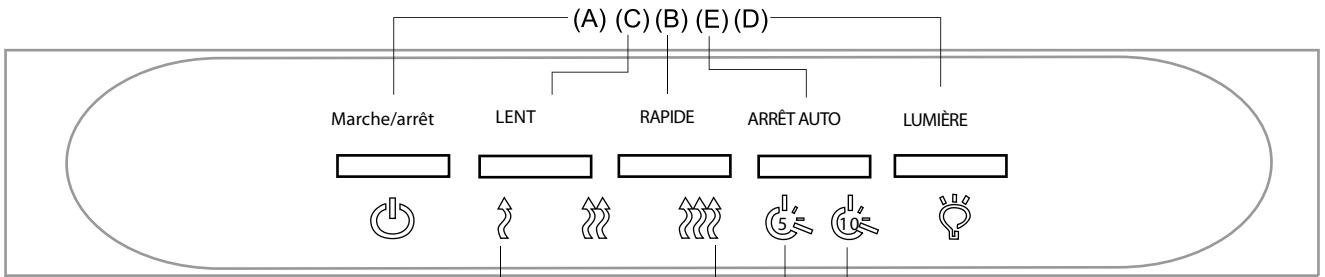 (A) (C) (B) (E) (D)
Marche/arrêt LENT RAPIDE ARRÊT AUTO LUMIÈRE
5 10